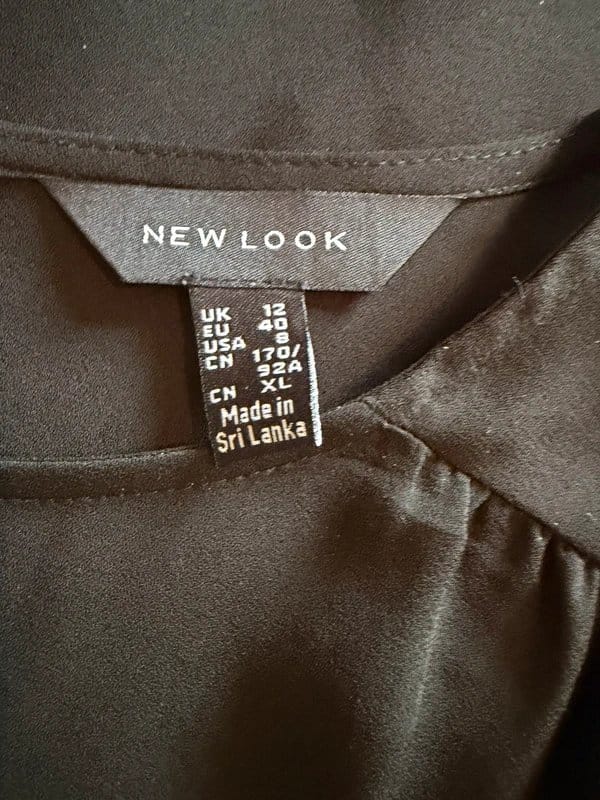 NEW LOOK
UK 12
EU 40
USA 8
CN 170/
92A
CN XL
Made in
Sri Lanka